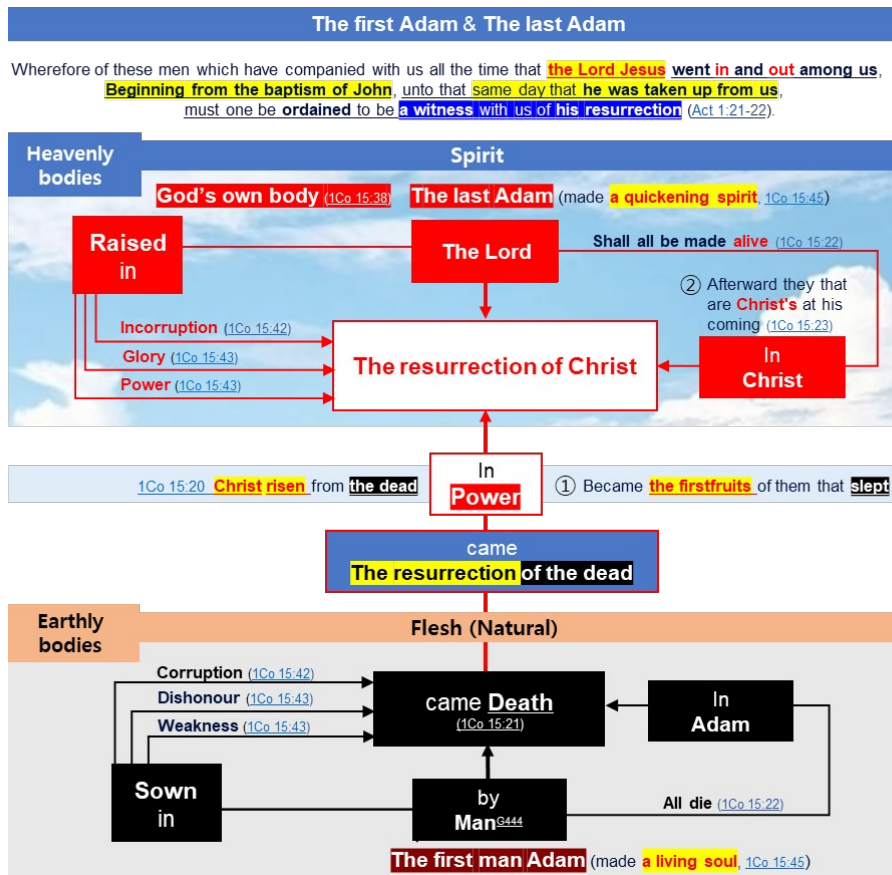 The first Adam & The last Adam
Wherefore of these men which have companied with us all the time that the Lord Jesus went in and out among us,
Beginning from the baptism of John, unto that same day that he was taken up from us,
must one be ordained to be a witness with us of his resurrection (Act 1:21-22).
Heavenly
bodies
Spirit
God's own body (1Co 15:38) The last Adam (made a quickening spirit, 1Co 15:45)
Raised
in
The Lord
Shall all be made alive (1Co 15:22)
② Afterward they that
are Christ's at his
coming (1Co 15:23)
Incorruption (1Co 15:42)
Glory (1Co 15:43)
Power (1Co 15:43)
The resurrection of Christ
In
Christ
1Co 15:20 Christ risen from the dead
In
Power
① Became the firstfruits of them that slept
came
The resurrection of the dead
Earthly
bodies
Flesh (Natural)
Corruption (1Co 15:42)
Dishonour (1Co 15:43)
Weakness (1Co 15:43)
came Death
(1Co 15:21)
In
Adam
Sown
in
by
ManG444
All die (1Co 15:22)
The first man Adam (made a living soul, 1Co 15:45)